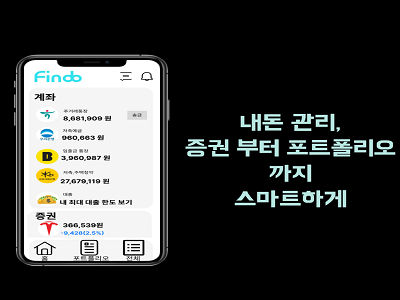 Findo
계좌
주거래통장
8,681,909 원
송금
저축예금
960,663 원
입출금 통장
3,960,987 원
저축,주택청약
27,679,119 원
대출
내 최대 대출 한도 보기
증권
366,539원
+9,428(2.5%)
홈
포트폴리오
전체
내돈 관리,
증권 부터 포트폴리오
까지
스마트하게